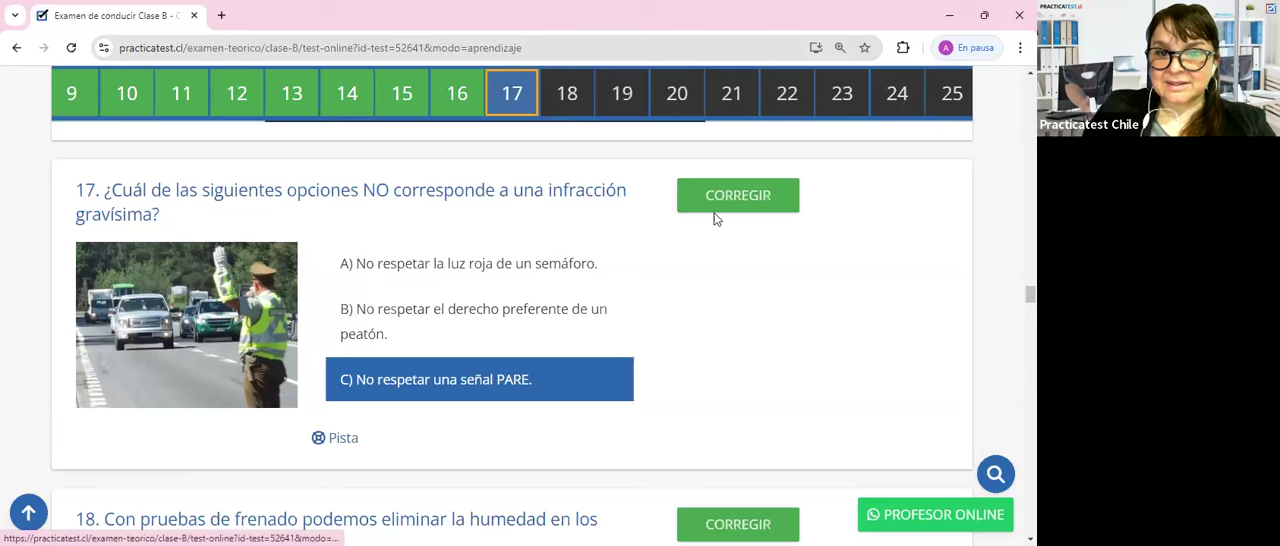 Examen de conducir Clase B - C
practicatest.cl/examen-teorico/clase-B/test-online?id-test=52641&modo=aprendizaje
A
En pausa
PRACTICATEST.cl
Practicatest Chile
9 10 11 12 13 14 15 16 17 18 19 20 21 22 23 24 25
17. ¿Cuál de las siguientes opciones NO corresponde a una infracción
gravísima?
CORREGIR
A) No respetar la luz roja de un semáforo.
B) No respetar el derecho preferente de un
peatón.
C) No respetar una señal PARE.
Pista
PROFESOR ONLINE
18. Con pruebas de frenado podemos eliminar la humedad en los
CORREGIR
https://practicatest.cl/examen-teorico/clase-B/test-online?id-test=52641&modo=...